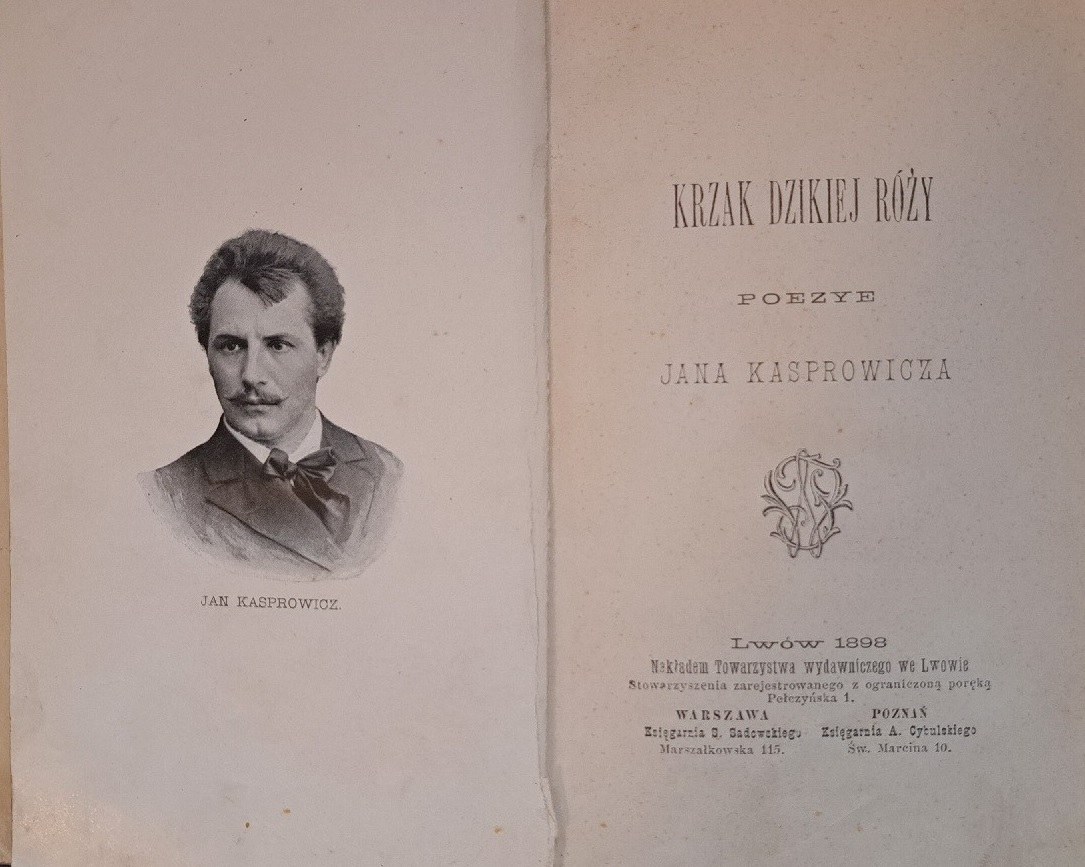 JAN KASPROWICZ.
KRZAK DZIKIEJ RÓŻY
POEZYE
JANA KASPROWICZA
Lwów 1898
Nakładem Towarzystwa wydawniczego we Lwowie
Stowarzyszenia zarejestrowanego z ograniczoną poręką
Pełczyńska 1.
WARSZAWA
Księgarnia S. Sadowskiego
Marszałkowska 115.
POZNAŃ
Księgarnia A. Cybulskiego
Św. Marcina 10.